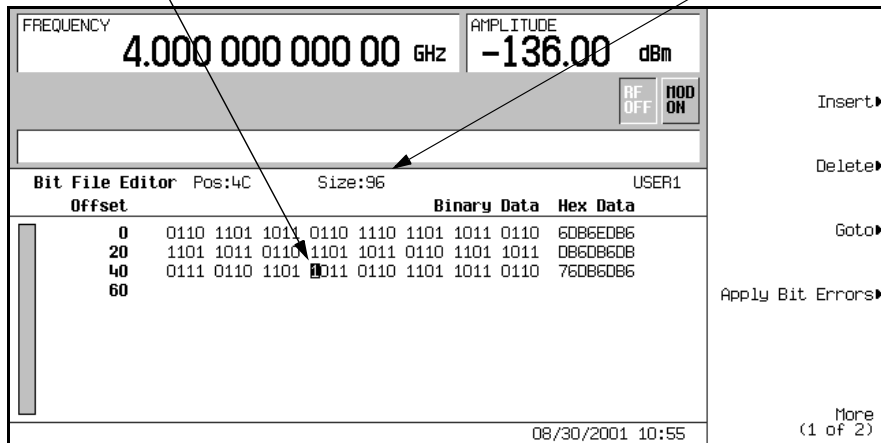 FREQUENCY
4.000 000 000 00 GHz
AMPLITUDE
-136.00 dBm
RF OFF
MOD ON
Insert
Delete
Goto
Apply Bit Errors
More
(1 of 2)
Bit File Editor Pos:4C Size:96 USER1
Offset Binary Data Hex Data
0 0110 1101 1011 0110 1110 1101 1011 0110 6DB6EDB6
20 1101 1011 0110 1101 1011 0110 1101 1011 DB6DB6DB
40 0111 0110 1101 1011 0110 1101 1011 0110 76DB6DB6
60
08/30/2001 10:55